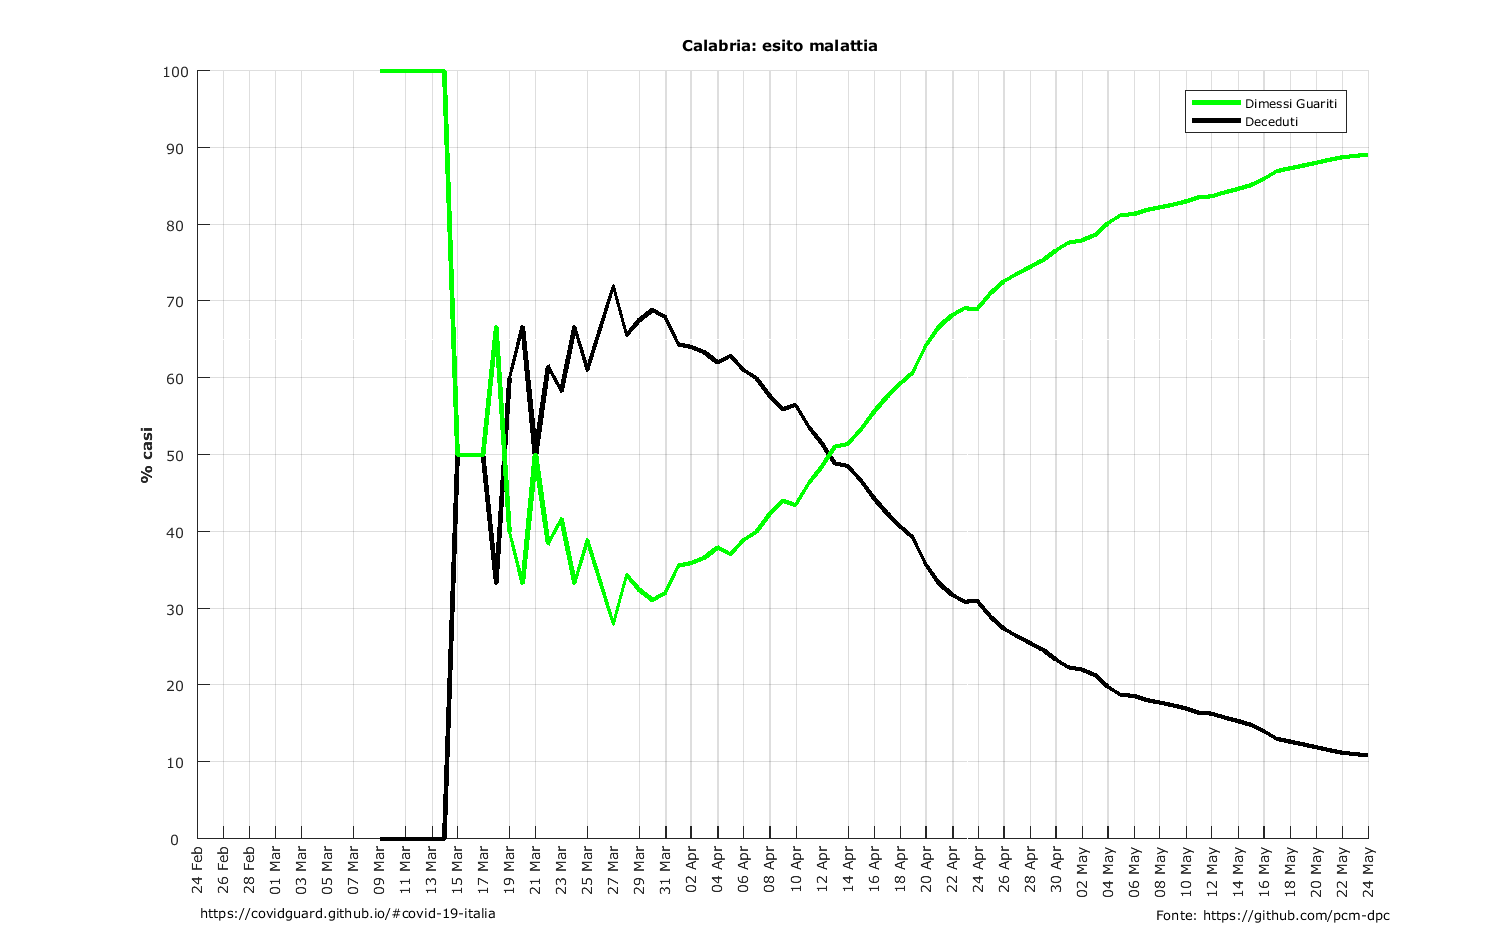 Calabria: esito malattia
Dimessi Guariti
Deceduti
% casi
100
90
80
70
60
50
40
30
20
10
0
24 Feb
26 Feb
28 Feb
01 Mar
03 Mar
05 Mar
07 Mar
09 Mar
11 Mar
13 Mar
15 Mar
17 Mar
19 Mar
21 Mar
23 Mar
25 Mar
27 Mar
29 Mar
31 Mar
02 Apr
04 Apr
06 Apr
08 Apr
10 Apr
12 Apr
14 Apr
16 Apr
18 Apr
20 Apr
22 Apr
24 Apr
26 Apr
28 Apr
30 Apr
02 May
04 May
06 May
08 May
10 May
12 May
14 May
16 May
18 May
20 May
22 May
24 May
https://covidguard.github.io/#covid-19-italia
Fonte: https://github.com/pcm-dpc